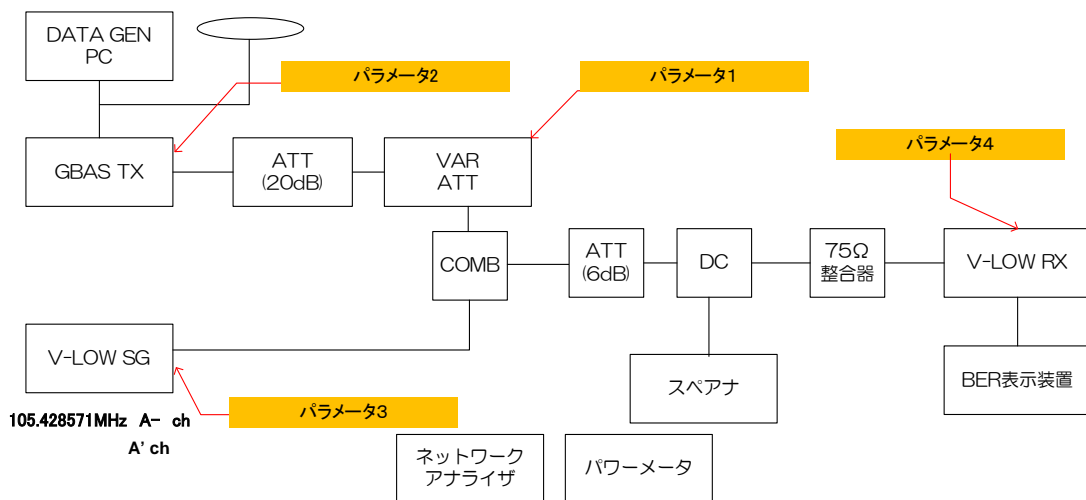 DATA GEN
PC
パラメータ2
パラメータ1
パラメータ4
GBAS TX
ATT
(20dB)
VAR
ATT
COMB
ATT
(6dB)
DC
75Ω
整合器
V-LOW RX
V-LOW SG
スペアナ
BER表示装置
105.428571MHz A- ch
A' ch
パラメータ3
ネットワーク
アナライザ
パワーメータ